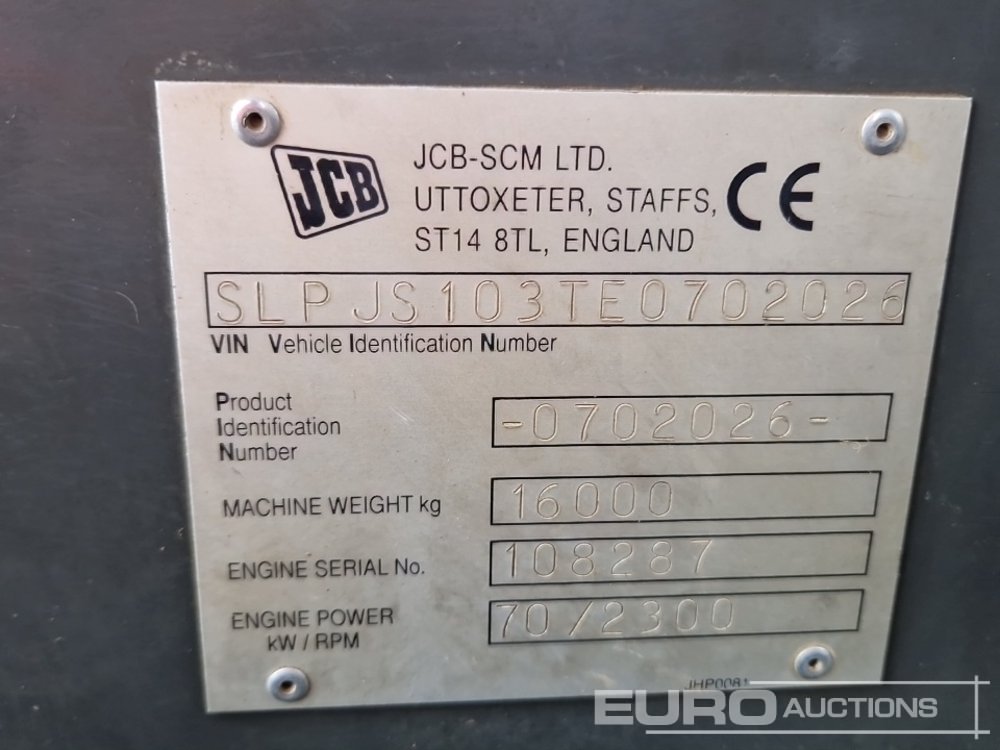 JCB
JCB-SCM LTD.
UTTOXETER, STAFFS,
ST14 8TL, ENGLAND
CE
SLPJS103TE0702026
VIN Vehicle Identification Number
Product
Identification
Number
-0702026-
MACHINE WEIGHT kg
16000
ENGINE SERIAL No.
108287
ENGINE POWER
kW / RPM
70/2300
JHP0081
EURO AUCTIONS